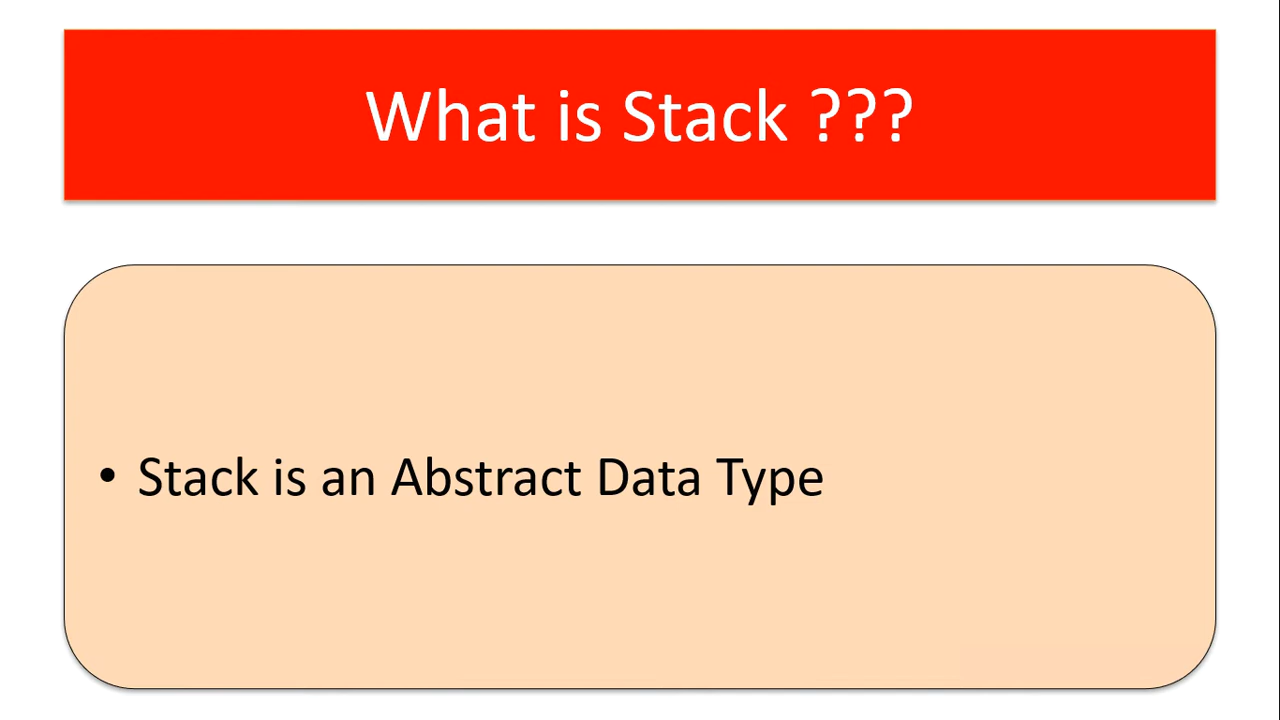 What is Stack ???
• Stack is an Abstract Data Type